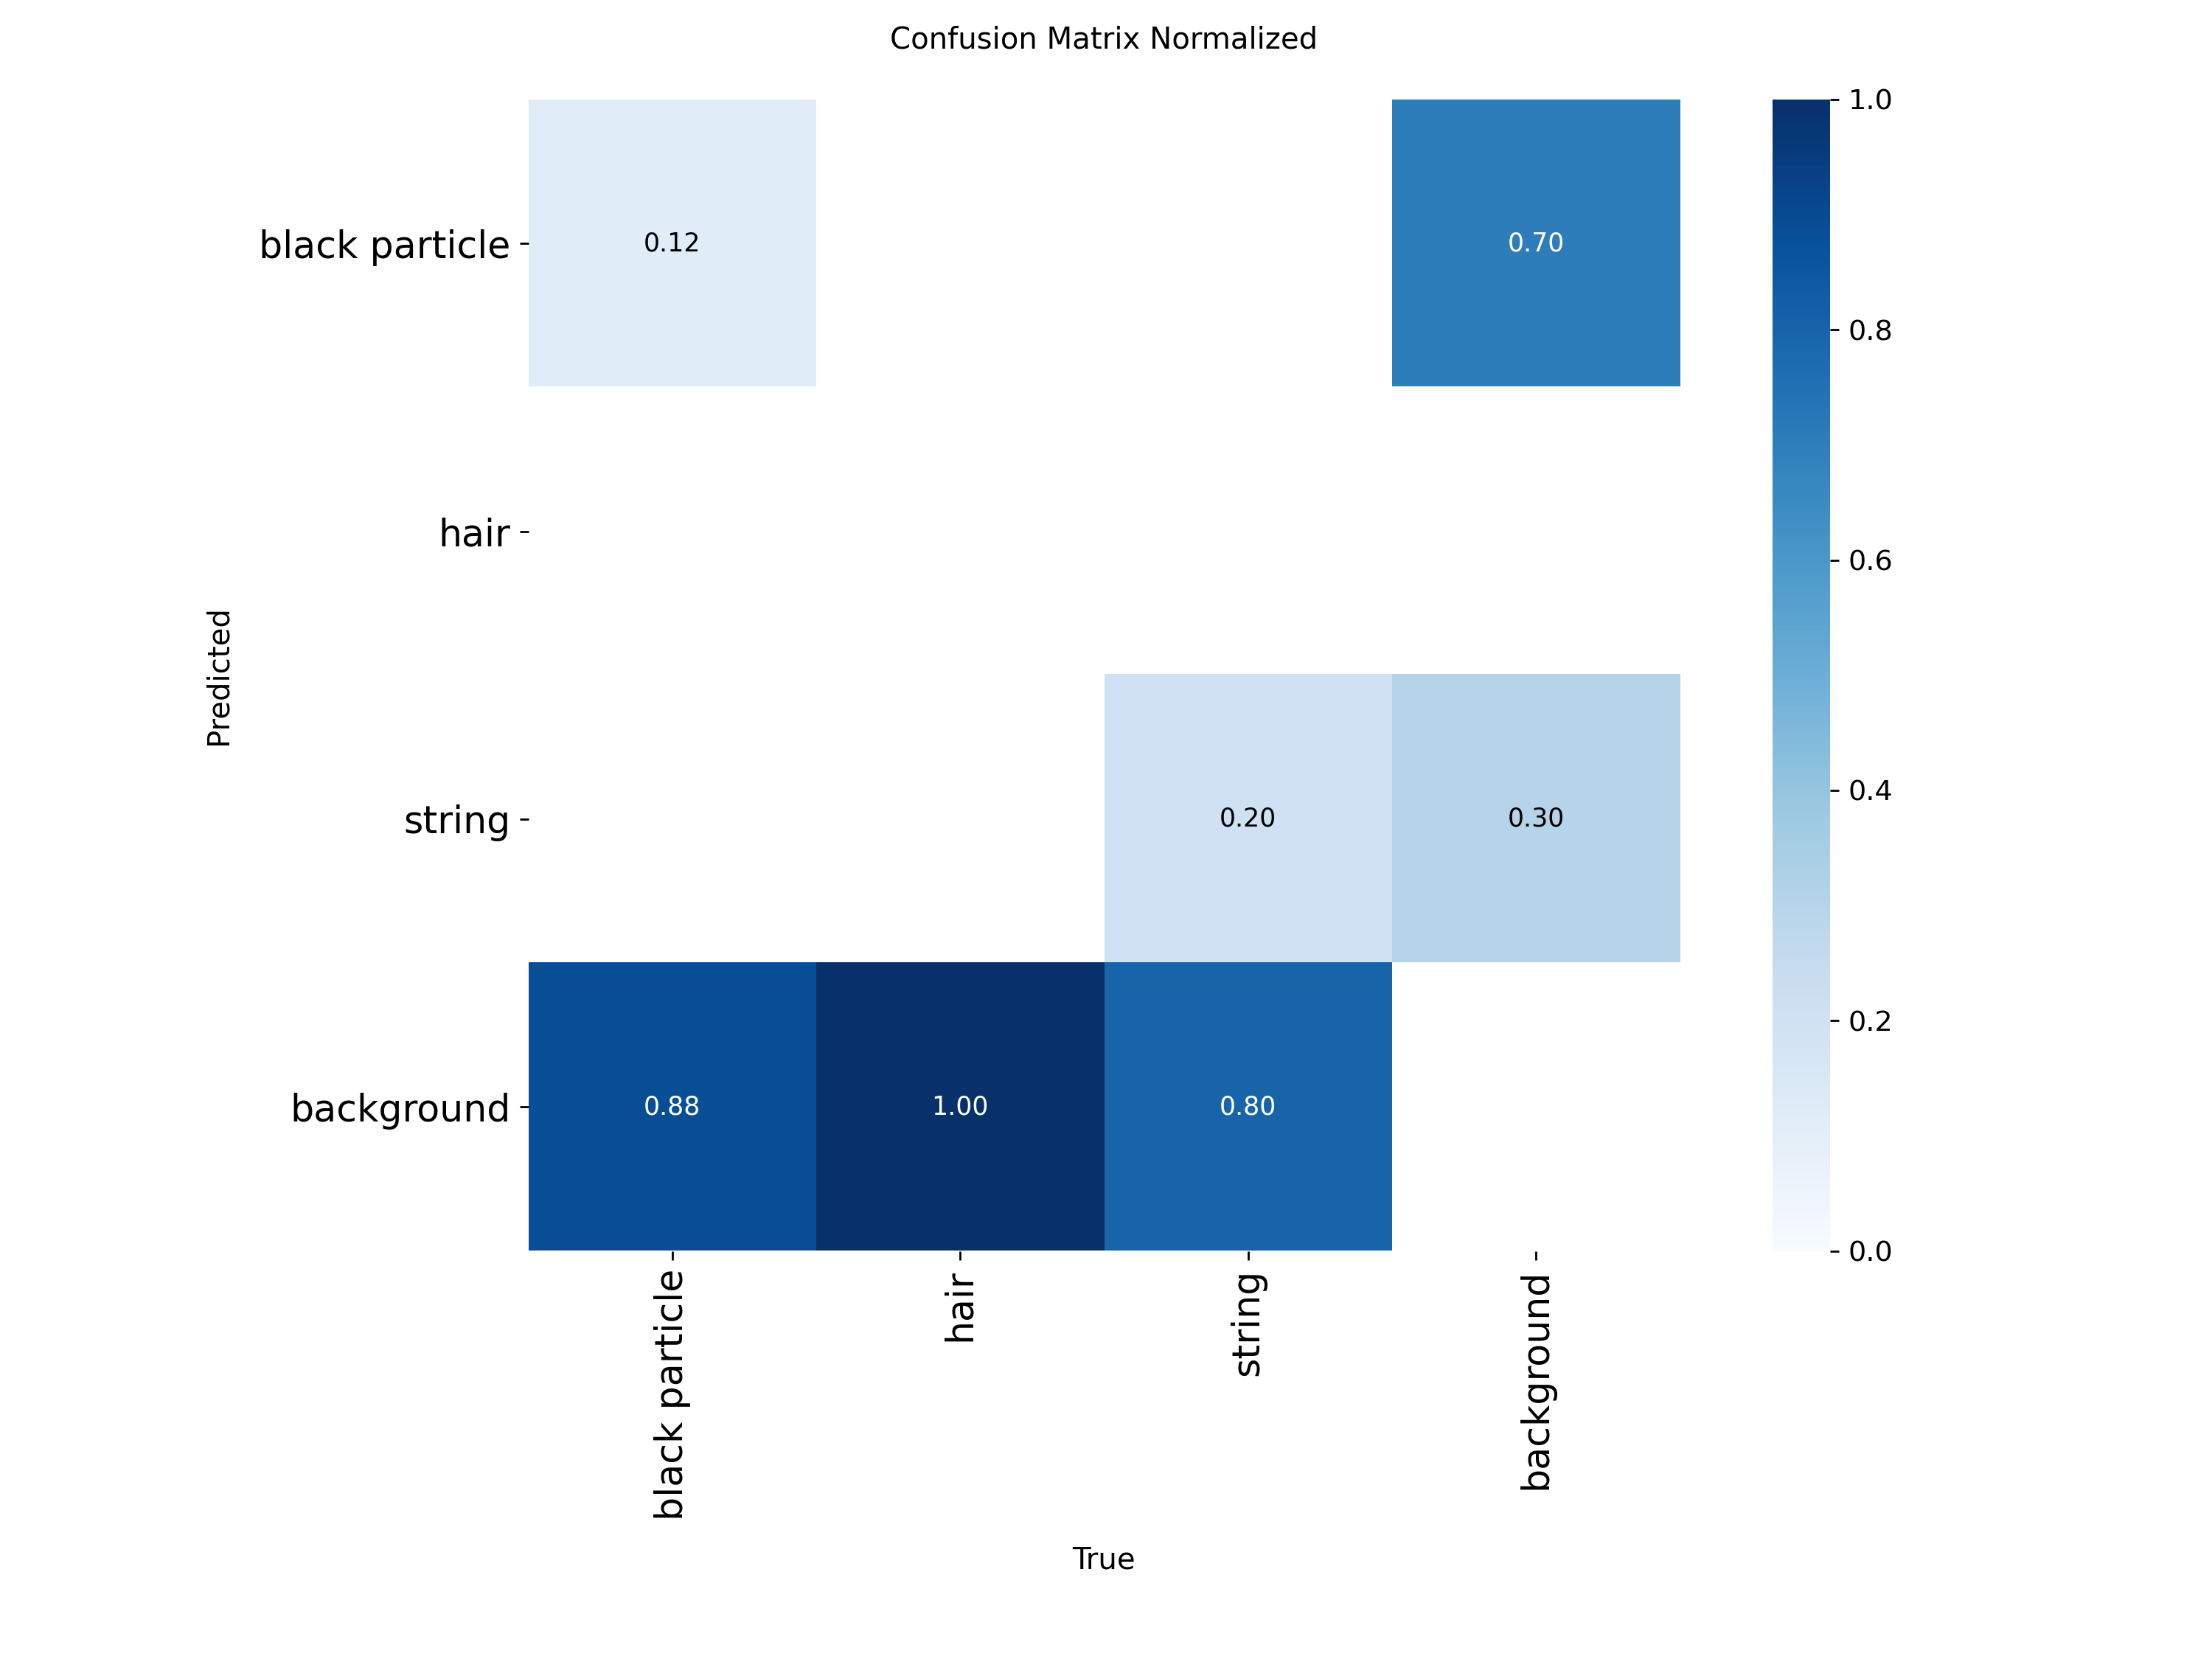 Confusion Matrix Normalized
1.0
black particle
0.12
0.70
0.8
hair
0.6
Predicted
string
0.20
0.30
0.4
0.2
background
0.88
1.00
0.80
0.0
black particle
hair
string
background
True